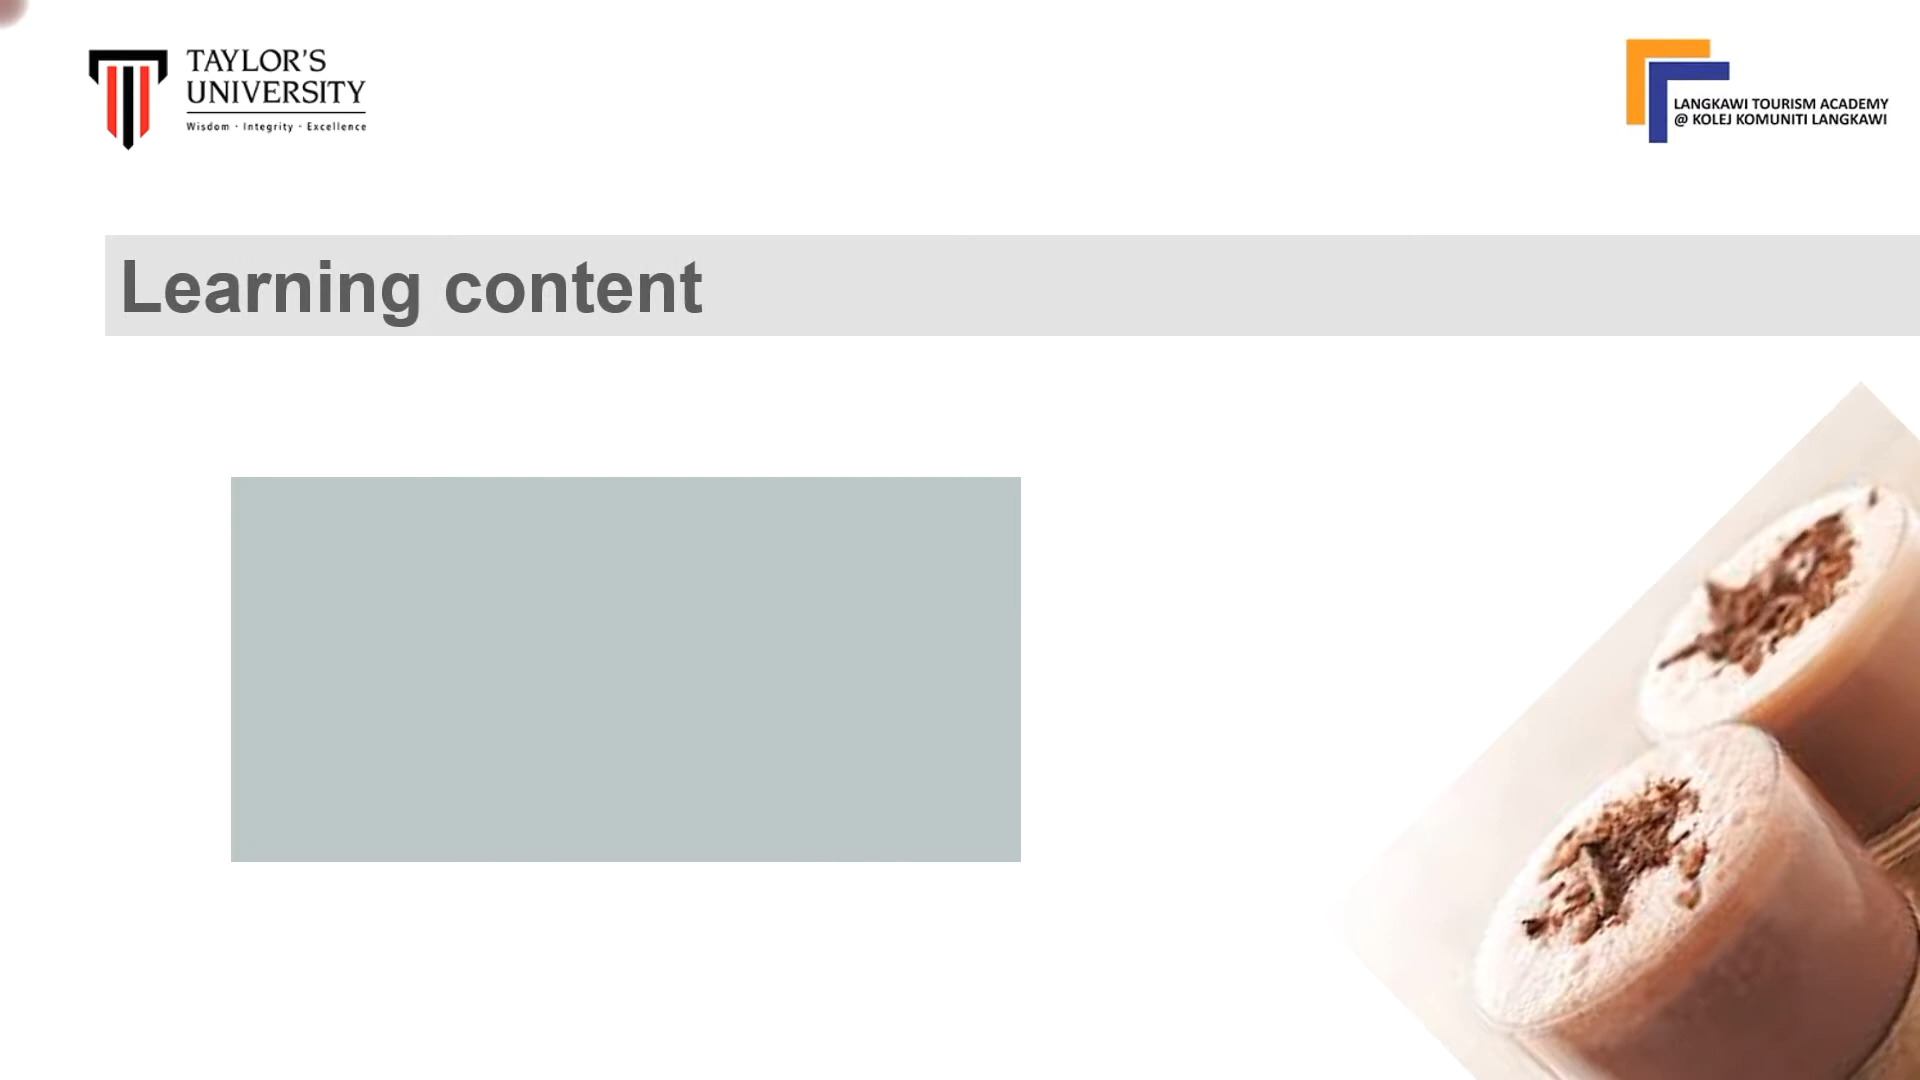 TAYLOR'S
UNIVERSITY
Wisdom · Integrity · Excellence
LANGKAWI TOURISM ACADEMY
@ KOLEJ KOMUNITI LANGKAWI
Learning content